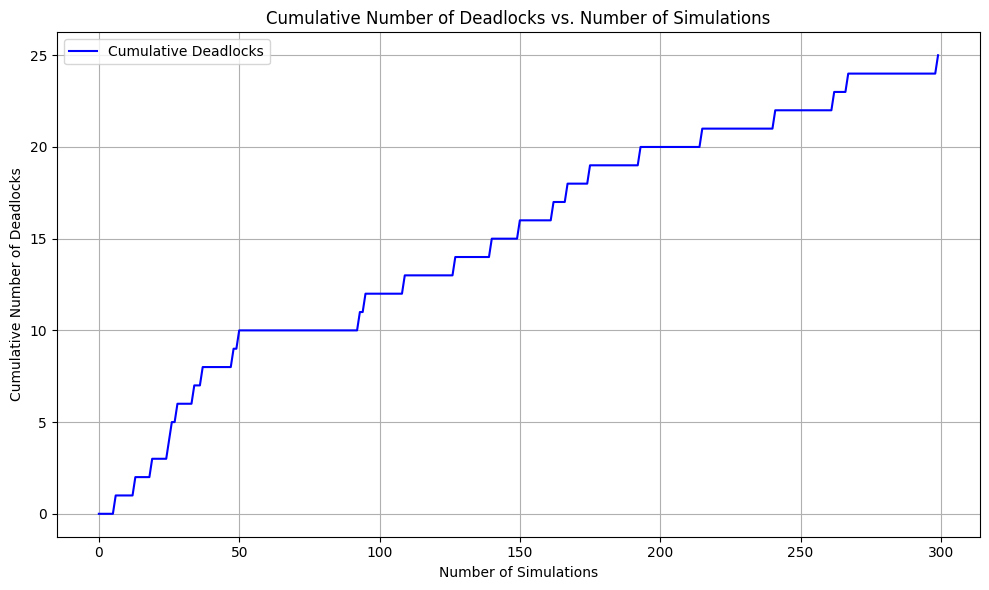 Cumulative Number of Deadlocks vs. Number of Simulations
Cumulative Deadlocks
Cumulative Number of Deadlocks
25
20
15
10
5
0
0 50 100 150 200 250 300
Number of Simulations